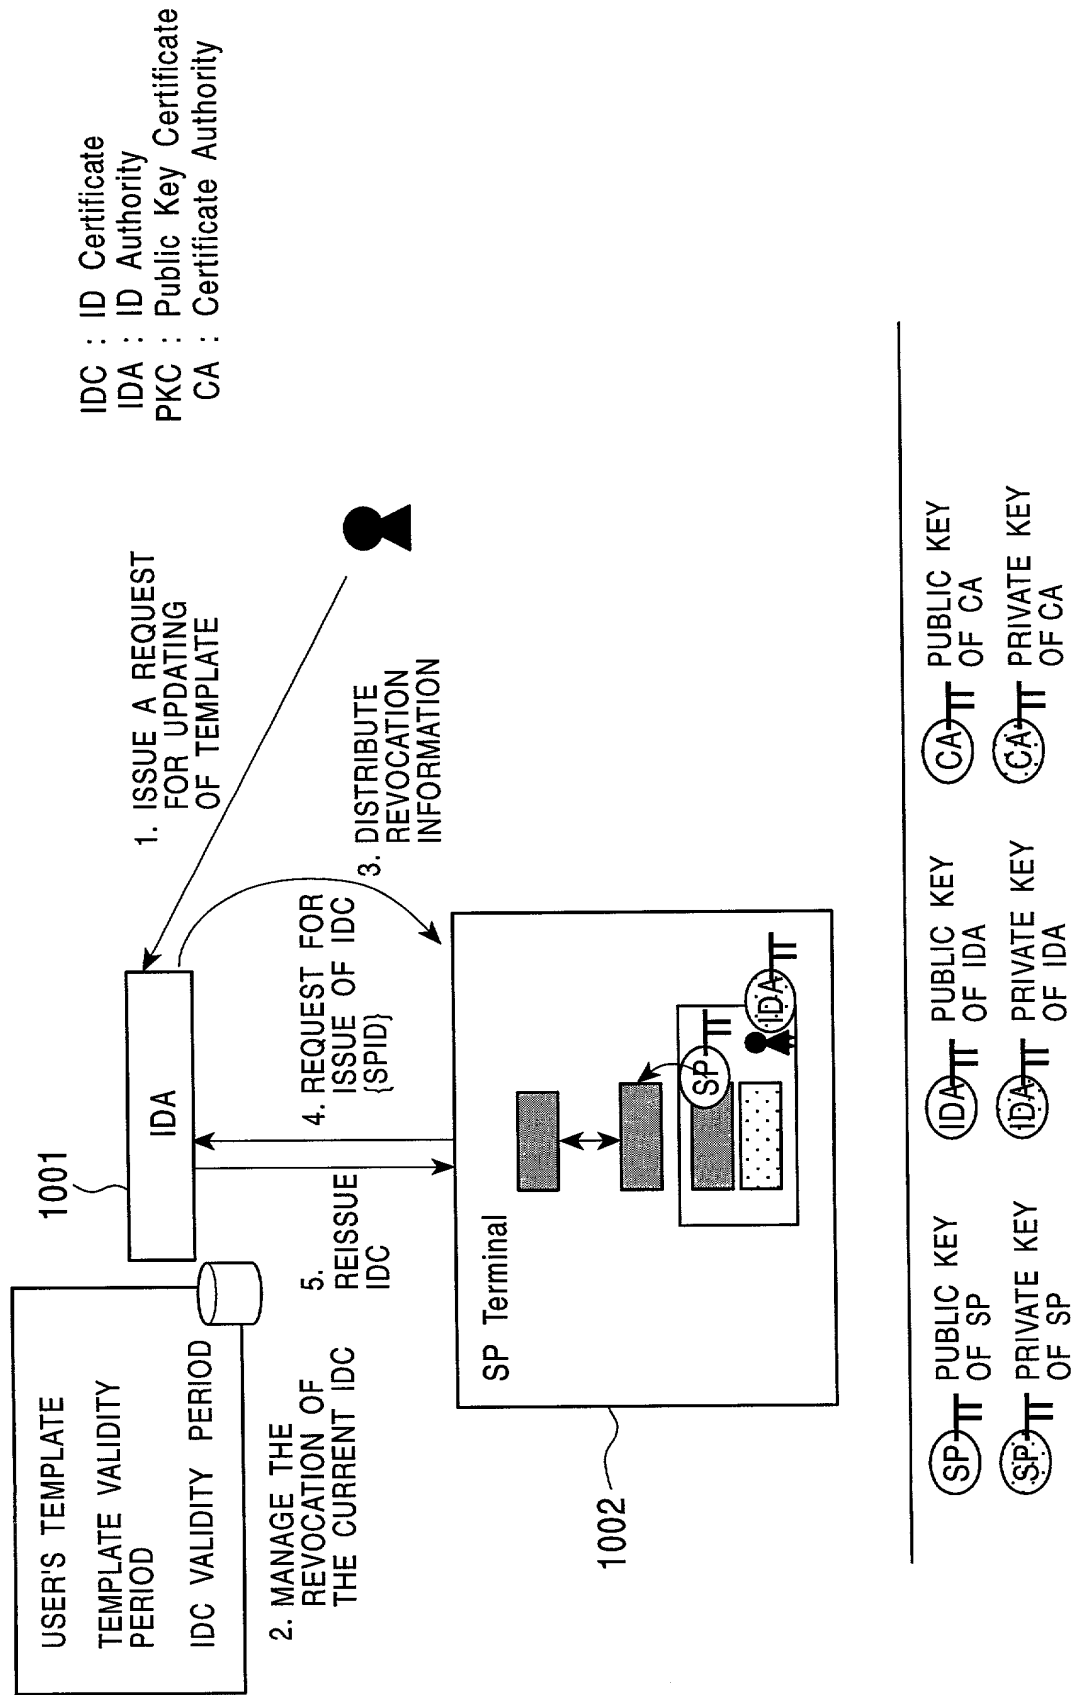 IDC : ID Certificate
IDA : ID Authority
PKC : Public Key Certificate
CA : Certificate Authority
USER'S TEMPLATE
TEMPLATE VALIDITY
PERIOD
IDC VALIDITY PERIOD
1001
IDA
1. ISSUE A REQUEST
FOR UPDATING
OF TEMPLATE
2. MANAGE THE
REVOCATION OF
THE CURRENT IDC
5.
REISSUE
IDC
4. REQUEST FOR
ISSUE OF IDC
{SPID}
3. DISTRIBUTE
REVOCATION
INFORMATION
1002
SP Terminal
SP
IDA
SP
PUBLIC KEY
OF SP
IDA
PUBLIC KEY
OF IDA
CA
PUBLIC KEY
OF CA
SP
PRIVATE KEY
OF SP
IDA
PRIVATE KEY
OF IDA
CA
PRIVATE KEY
OF CA